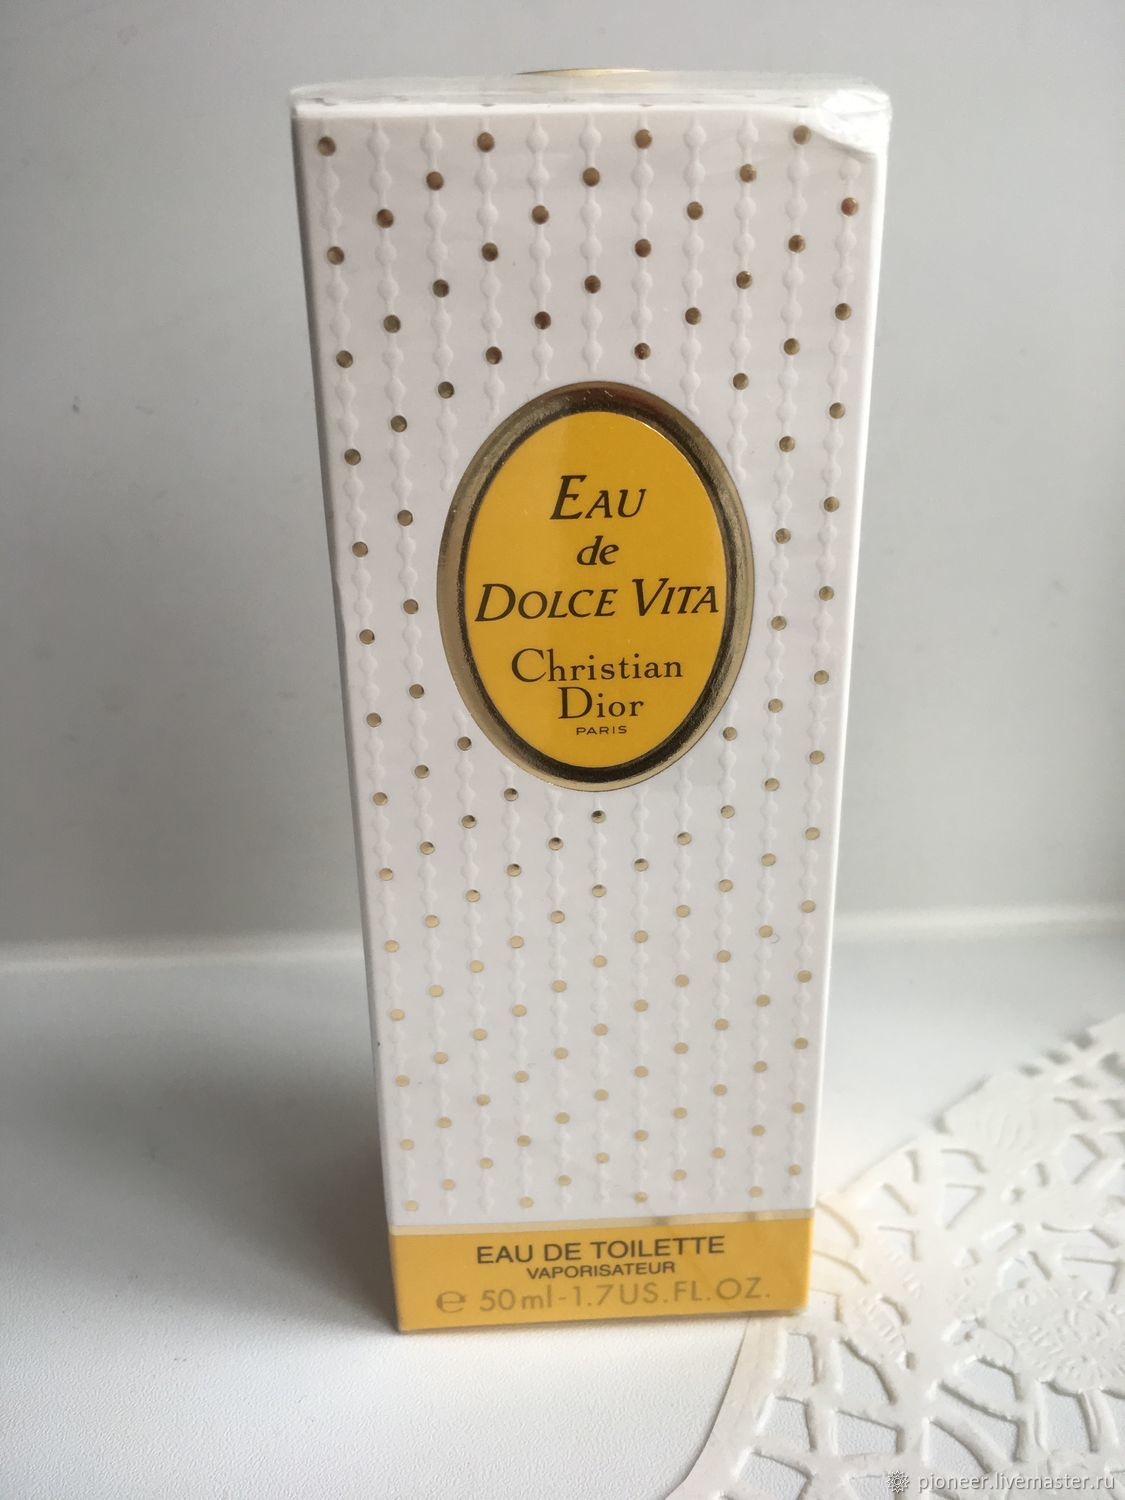 EAU
de
DOLCE VITA
Christian
Dior
PARIS
EAU DE TOILETTE
VAPORISATEUR
℮ 50ml-1.7US.FL.OZ.
pioneer.livemaster.ru